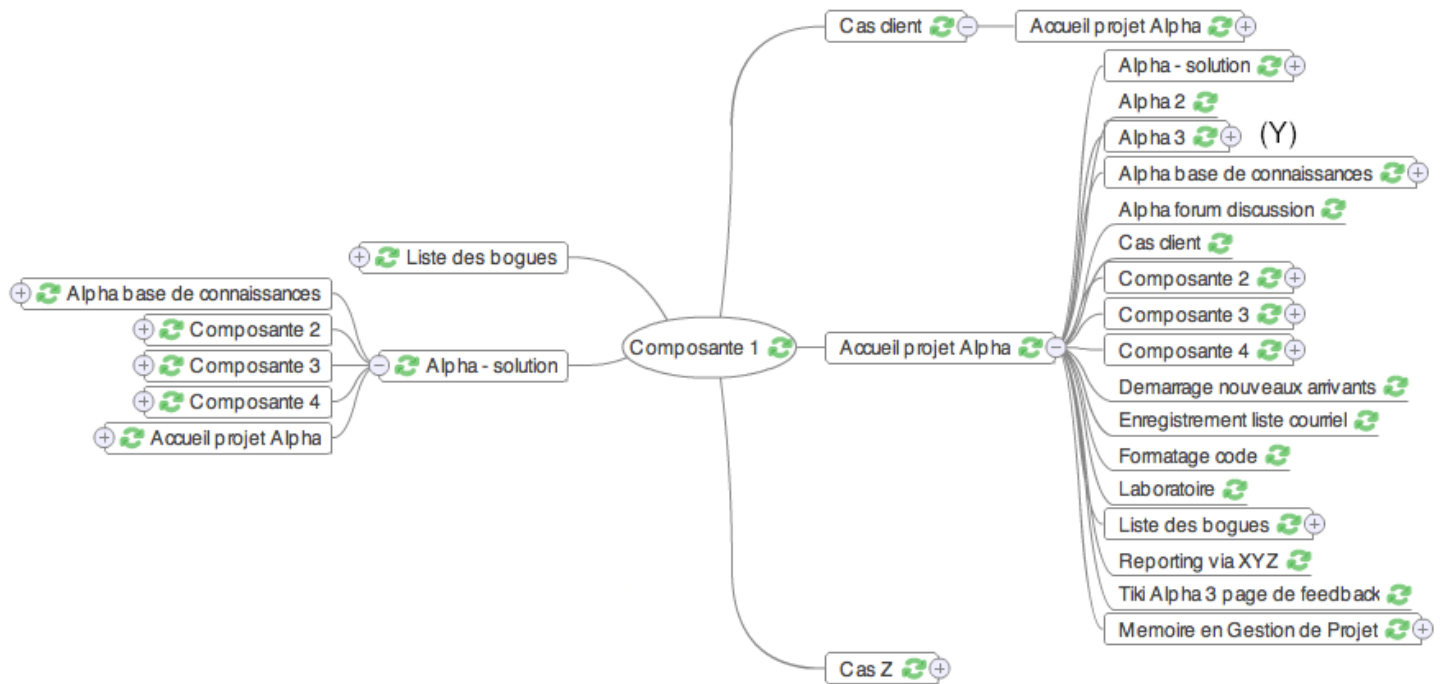 Cas client
Accueil projet Alpha
Alpha - solution
Alpha 2
Alpha 3 (Y)
Alpha base de connaissances
Alpha forum discussion
Cas client
Composante 2
Composante 3
Composante 4
Demarrage nouveaux arrivants
Enregistrement liste courriel
Formatage code
Laboratoire
Liste des bogues
Reporting via XYZ
Tiki Alpha 3 page de feedback
Memoire en Gestion de Projet
Accueil projet Alpha
Composante 1
Liste des bogues
Alpha - solution
Alpha base de connaissances
Composante 2
Composante 3
Composante 4
Accueil projet Alpha
Cas Z